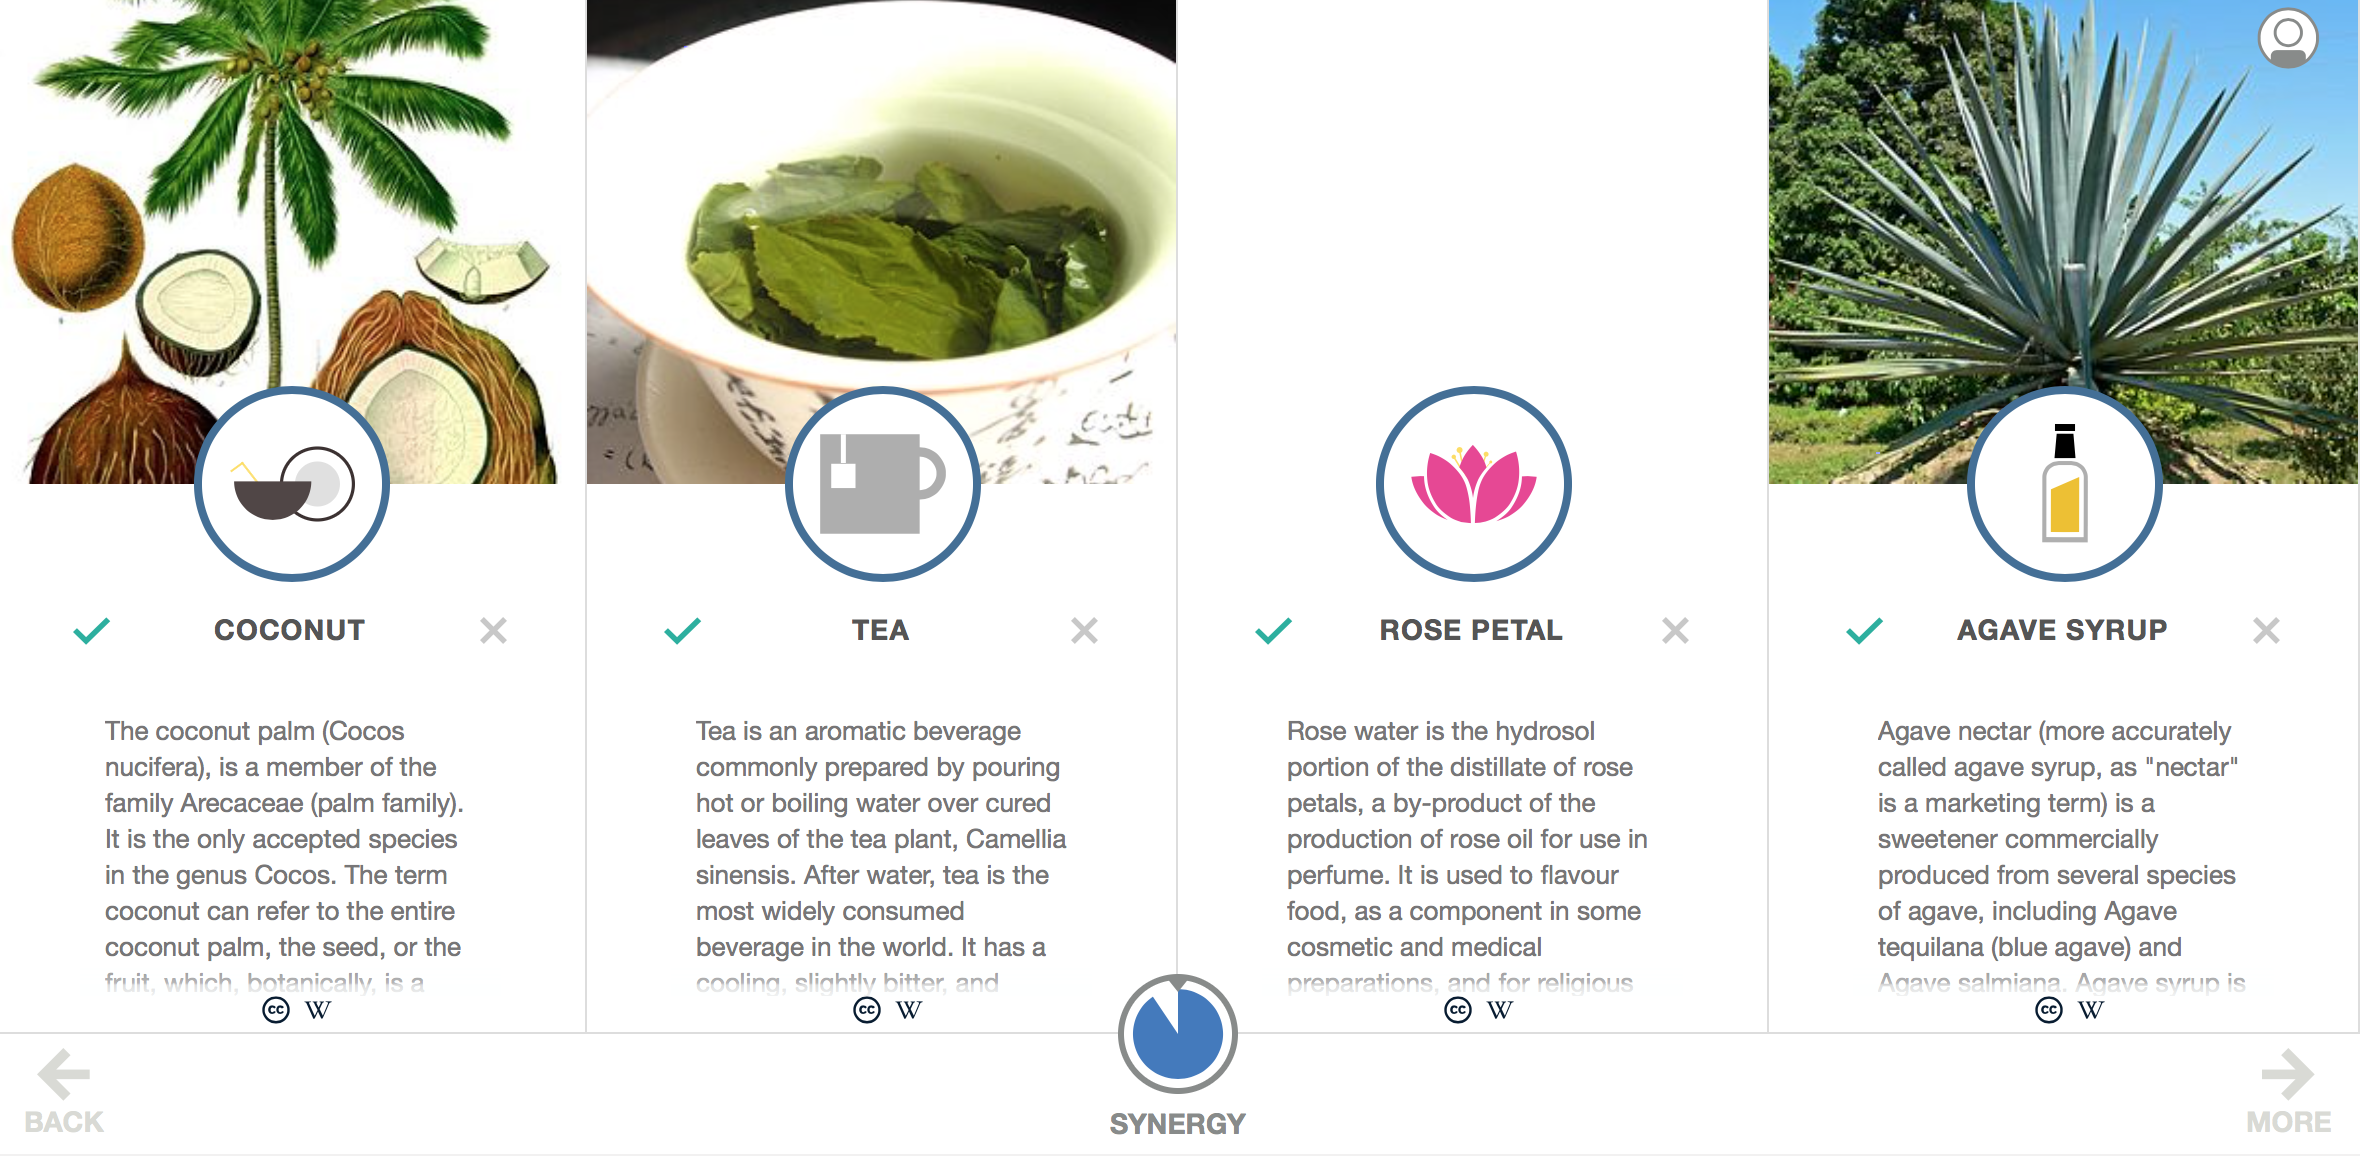 COCONUT
The coconut palm (Cocos
nucifera), is a member of the
family Arecaceae (palm family).
It is the only accepted species
in the genus Cocos. The term
coconut can refer to the entire
coconut palm, the seed, or the
fruit, which, botanically, is a
cc W
TEA
Tea is an aromatic beverage
commonly prepared by pouring
hot or boiling water over cured
leaves of the tea plant, Camellia
sinensis. After water, tea is the
most widely consumed
beverage in the world. It has a
cooling, slightly bitter, and
cc W
ROSE PETAL
Rose water is the hydrosol
portion of the distillate of rose
petals, a by-product of the
production of rose oil for use in
perfume. It is used to flavour
food, as a component in some
cosmetic and medical
preparations, and for religious
cc W
AGAVE SYRUP
Agave nectar (more accurately
called agave syrup, as "nectar"
is a marketing term) is a
sweetener commercially
produced from several species
of agave, including Agave
tequilana (blue agave) and
Agave salmiana. Agave syrup is
cc W
BACK
SYNERGY
MORE